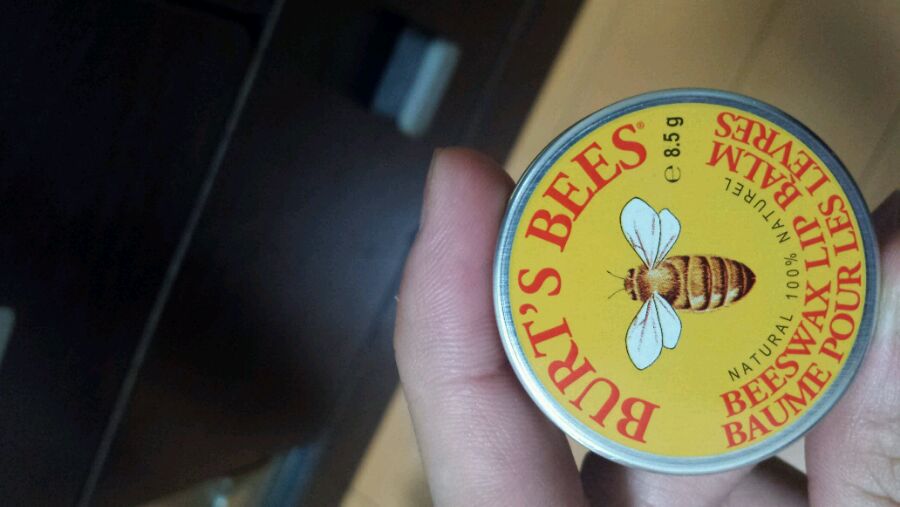 BURT'S BEES®
℮ 8.5 g
NATURAL 100% NATUREL
BEESWAX LIP BALM
BAUME POUR LES LÈVRES